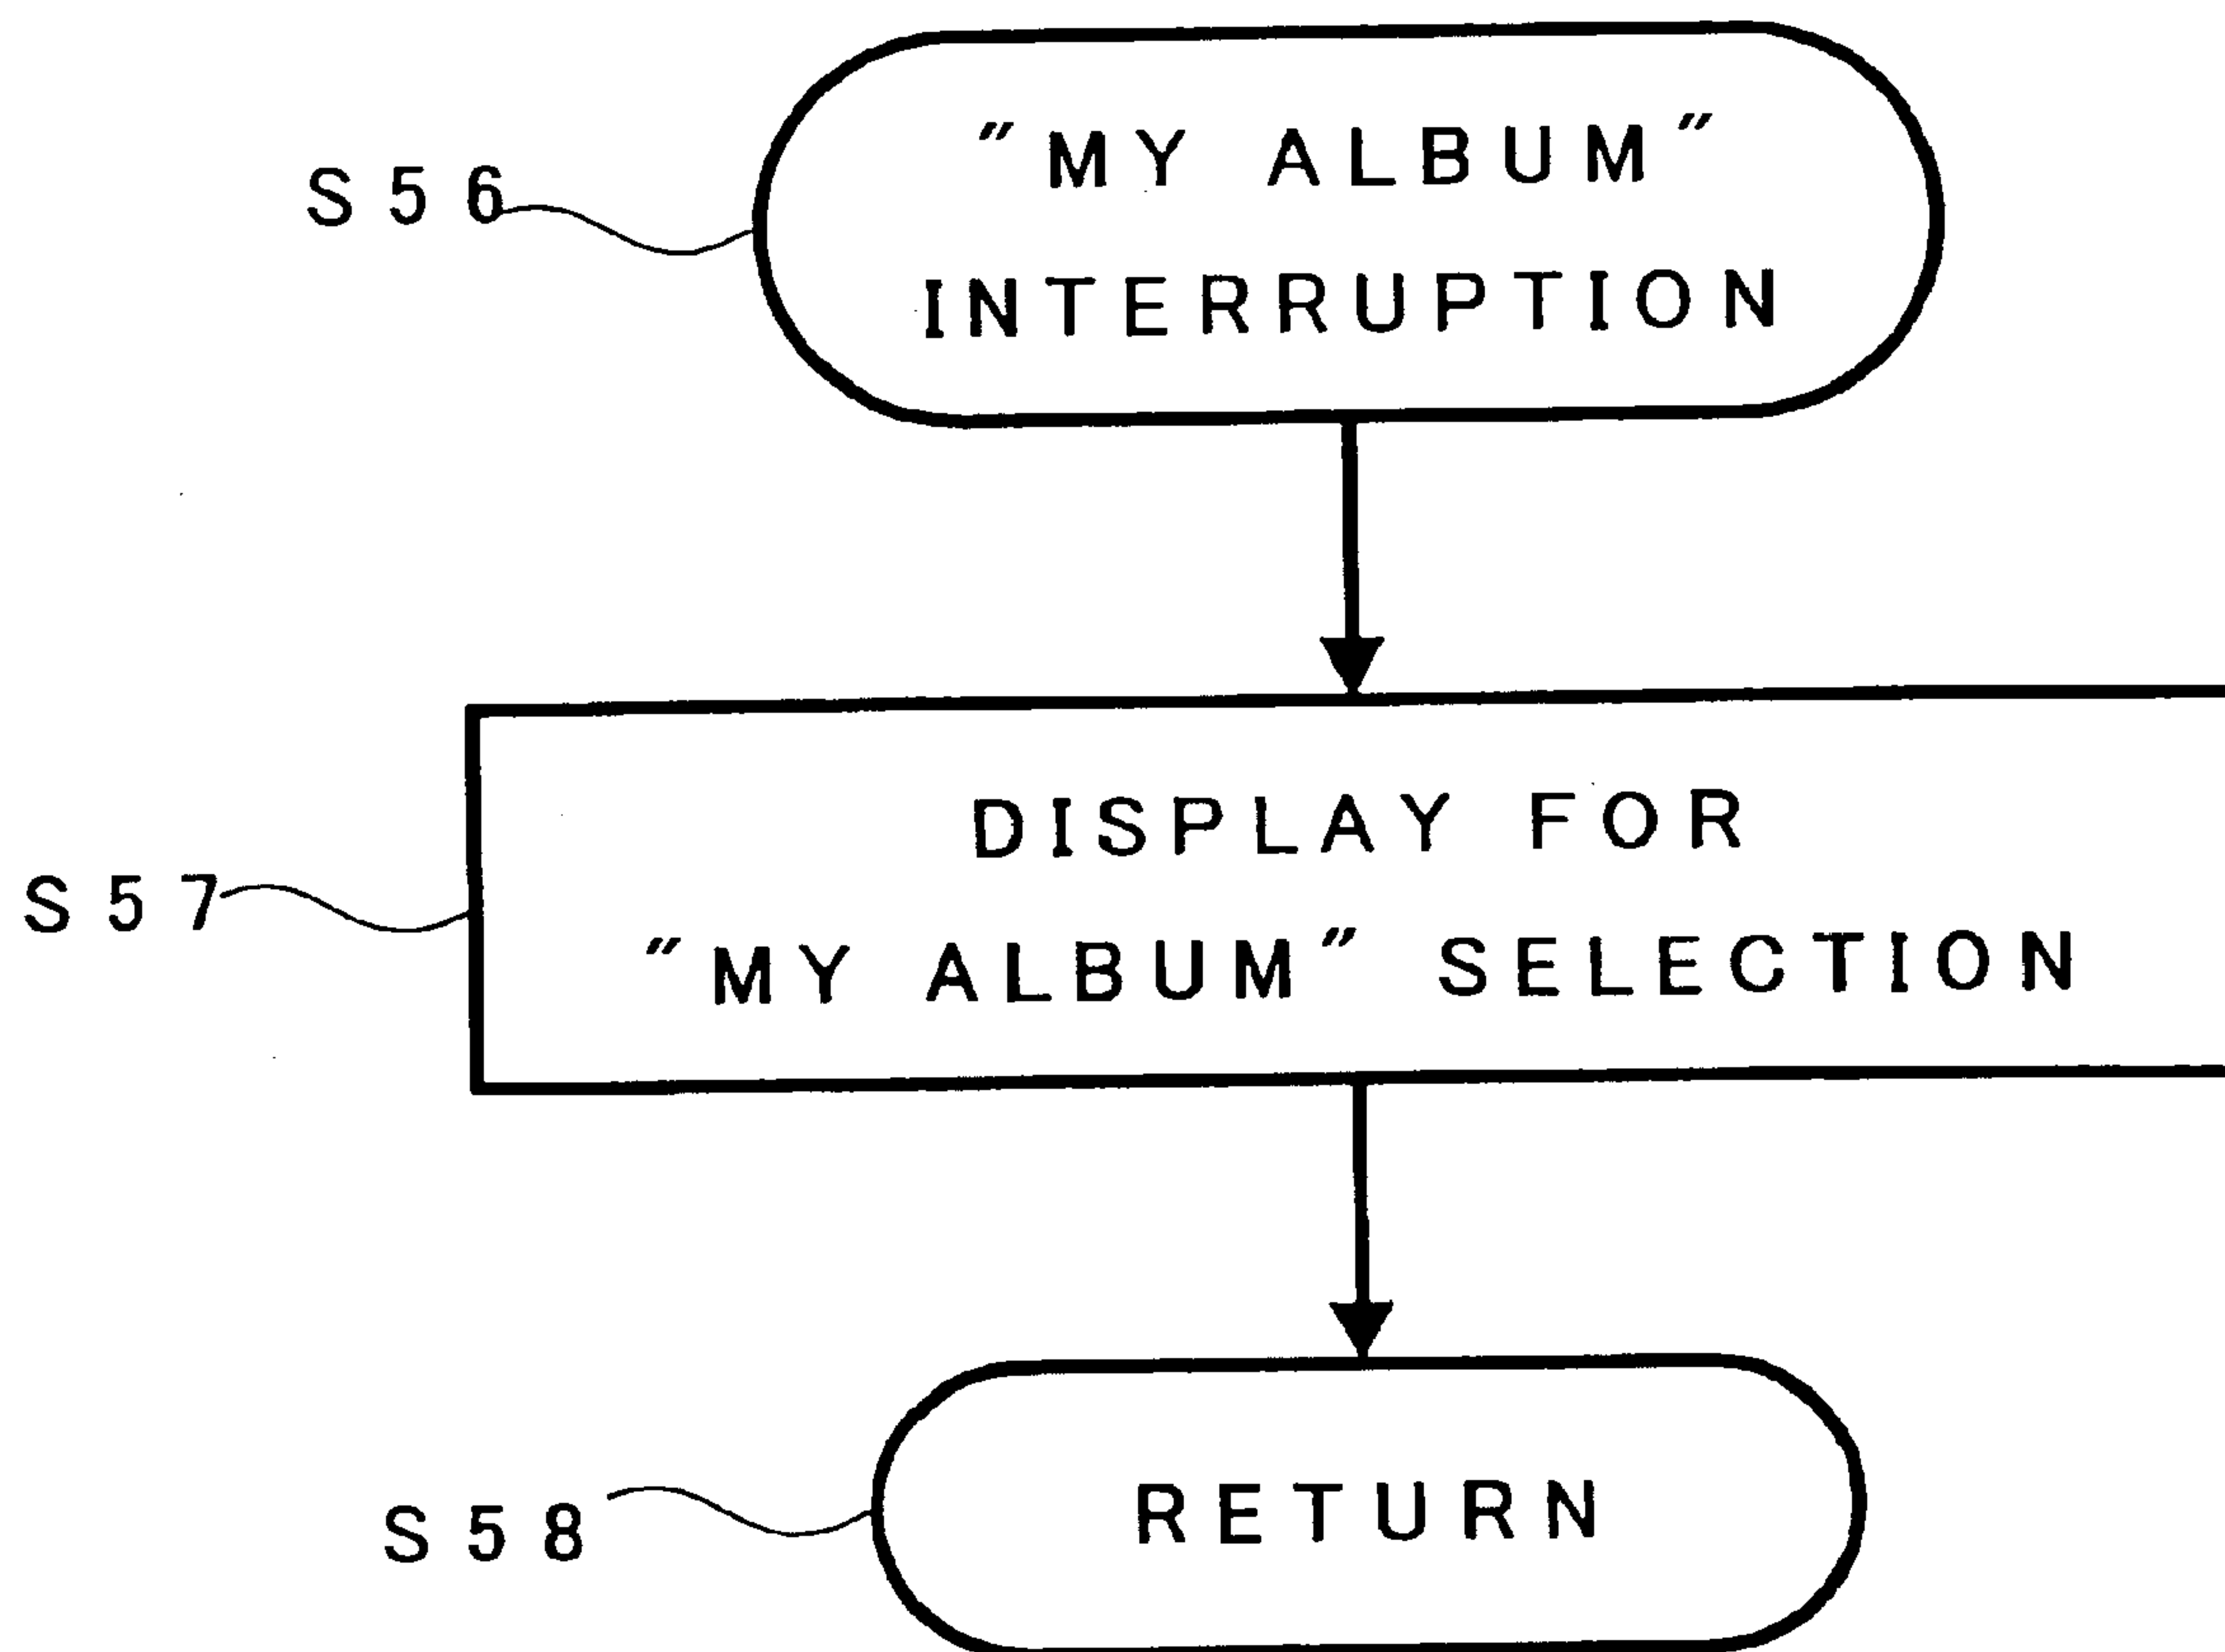 S56
"MY ALBUM"
INTERRUPTION
DISPLAY FOR
S57
"MY ALBUM" SELECTION
RETURN
S58